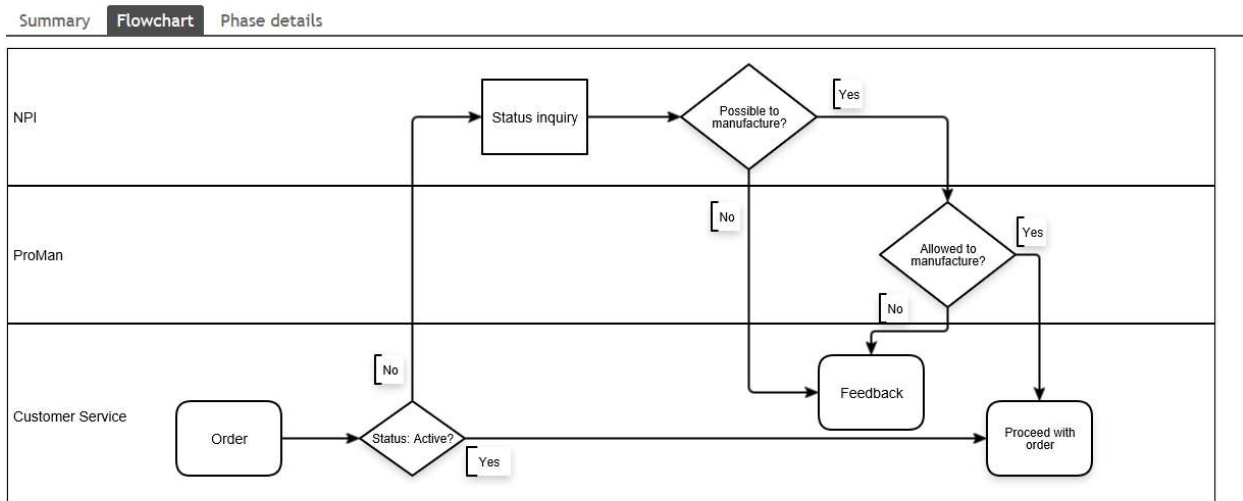 Summary Flowchart Phase details
NPI
Status inquiry
Possible to
manufacture?
Yes
No
ProMan
Allowed to
manufacture?
Yes
No
Customer Service
Order
Status: Active?
No
Yes
Feedback
Proceed with
order